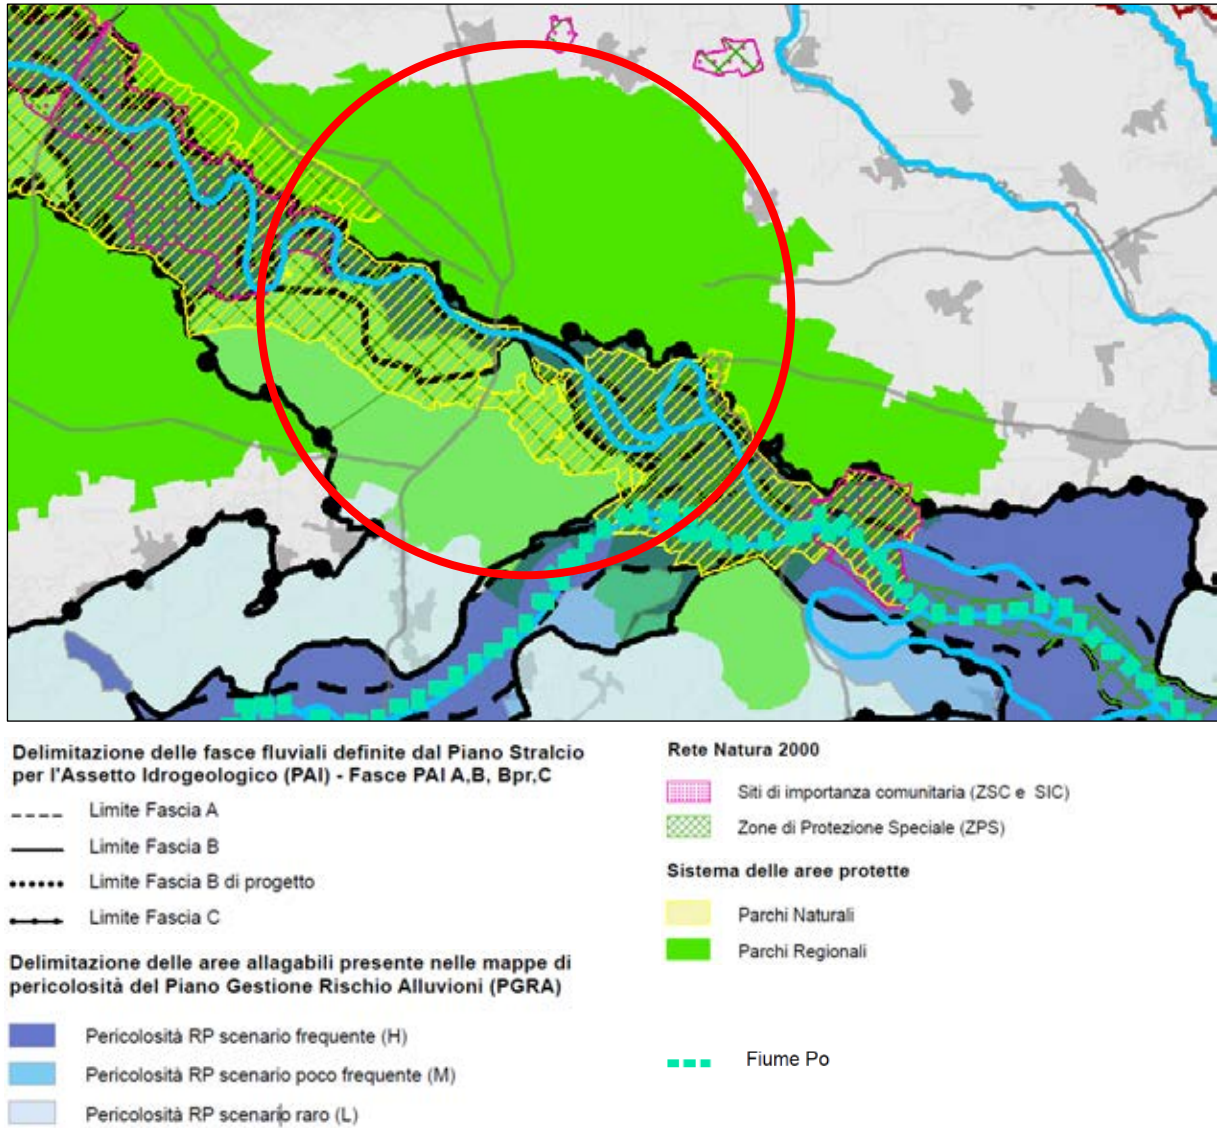 Delimitazione delle fasce fluviali definite dal Piano Stralcio
per l'Assetto Idrogeologico (PAI) - Fasce PAI A,B, Bpr,C
Limite Fascia A
Limite Fascia B
Limite Fascia B di progetto
Limite Fascia C
Delimitazione delle aree allagabili presente nelle mappe di
pericolosità del Piano Gestione Rischio Alluvioni (PGRA)
Pericolosità RP scenario frequente (H)
Pericolosità RP scenario poco frequente (M)
Pericolosità RP scenario raro (L)
Rete Natura 2000
Siti di importanza comunitaria (ZSC e SIC)
Zone di Protezione Speciale (ZPS)
Sistema delle aree protette
Parchi Naturali
Parchi Regionali
Fiume Po